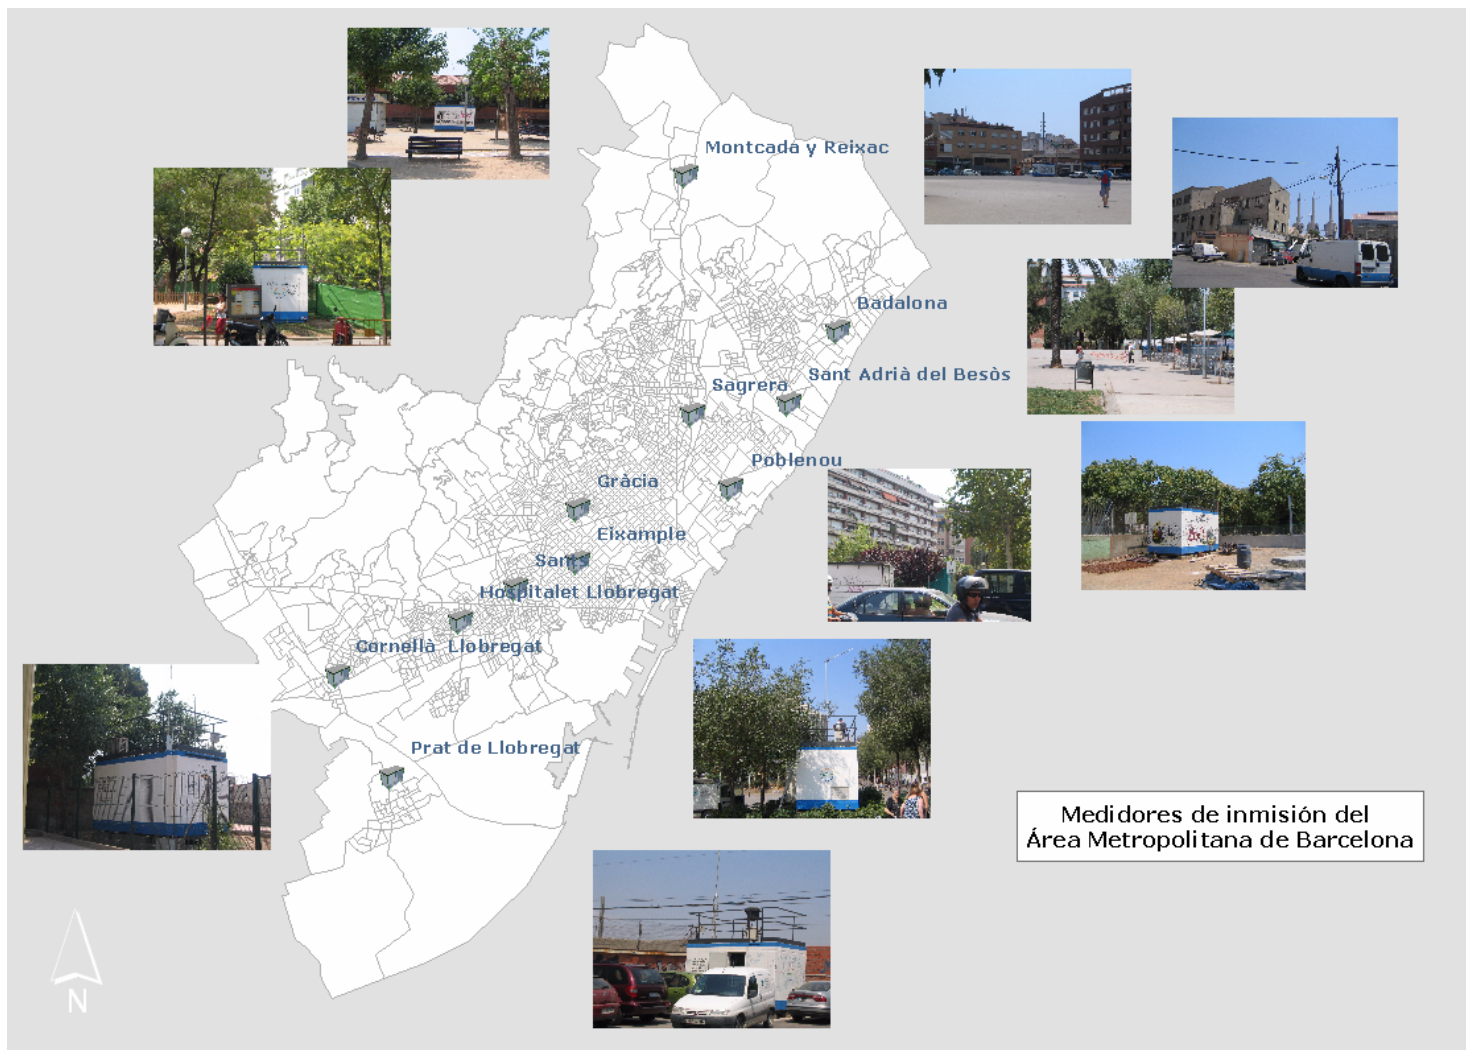 Montcada y Reixac
Badalona
Sant Adrià del Besòs
Sagrera
Poblenou
Gràcia
Eixample
Sants
Hospitalet Llobregat
Cornellà Llobregat
Prat de Llobregat
Medidores de inmisión del
Área Metropolitana de Barcelona
N